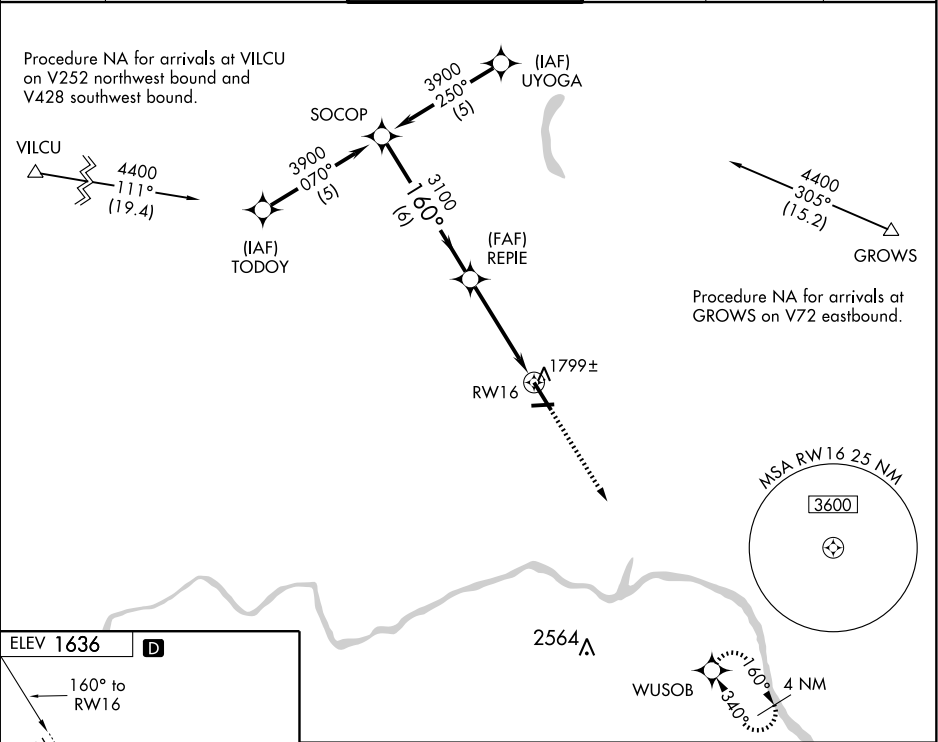 Procedure NA for arrivals at VILCU
on V252 northwest bound and
V428 southwest bound.
(IAF)
UYOGA
3900
250°
(5)
SOCOP
VILCU
4400
111°
(19.4)
3900
070°
(5)
(IAF)
TODOY
3100
160°
(6)
(FAF)
REPIE
4400
305°
(15.2)
GROWS
Procedure NA for arrivals at
GROWS on V72 eastbound.
1799±
RW16
MSA RW16 25 NM
3600
2564
WUSOB
160°
340°
4 NM
ELEV 1636
D
160° to
RW16